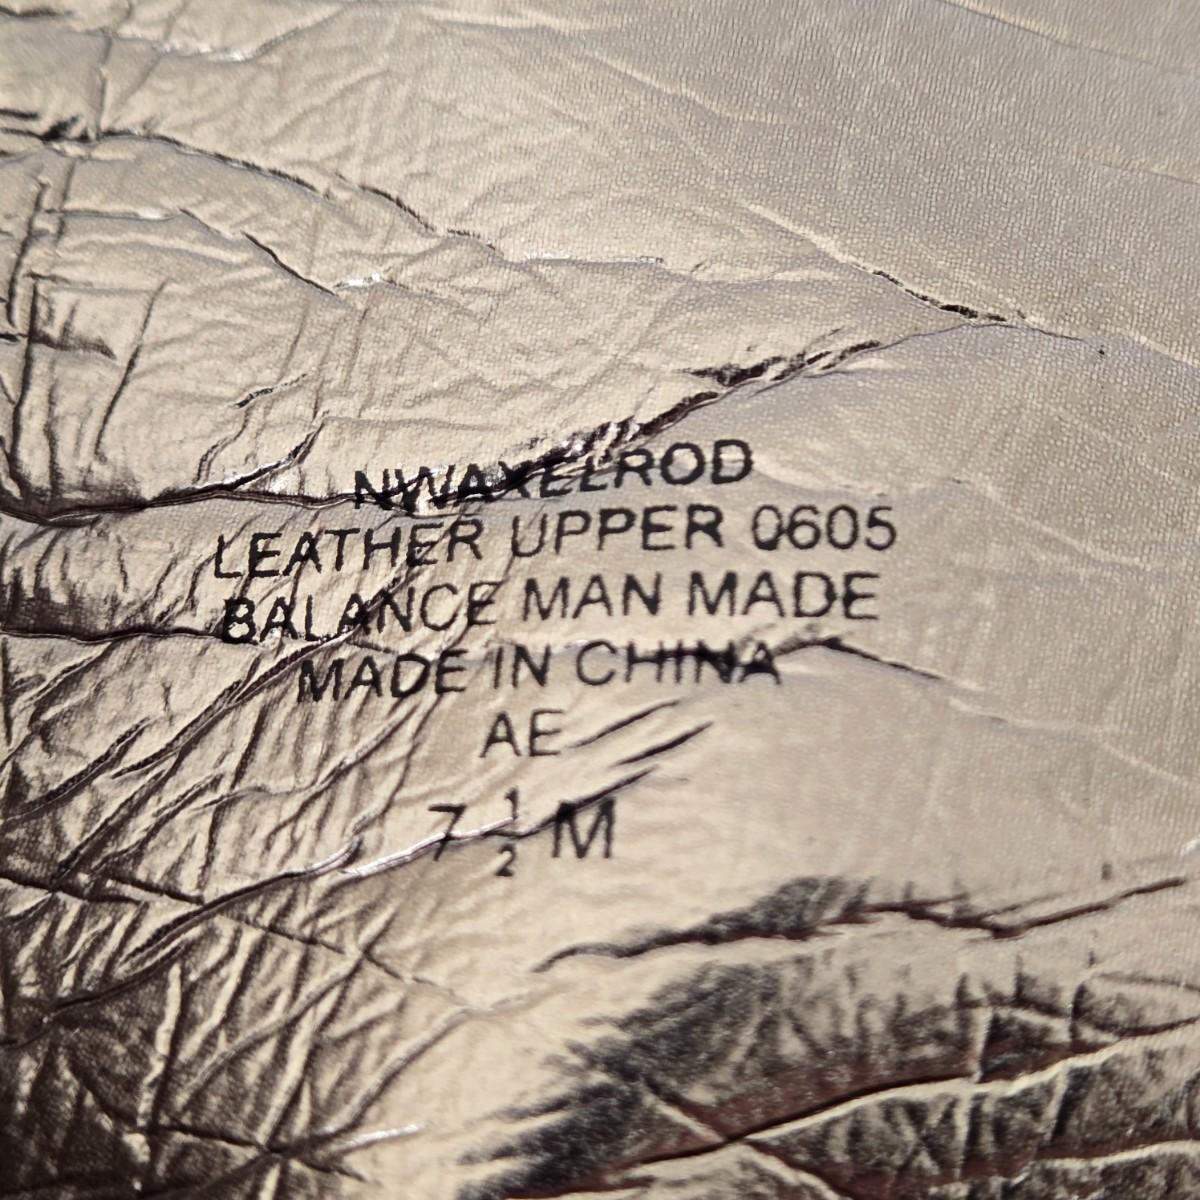 NWAXELROD
LEATHER UPPER 0605
BALANCE MAN MADE
MADE IN CHINA
AE
7 1/2 M